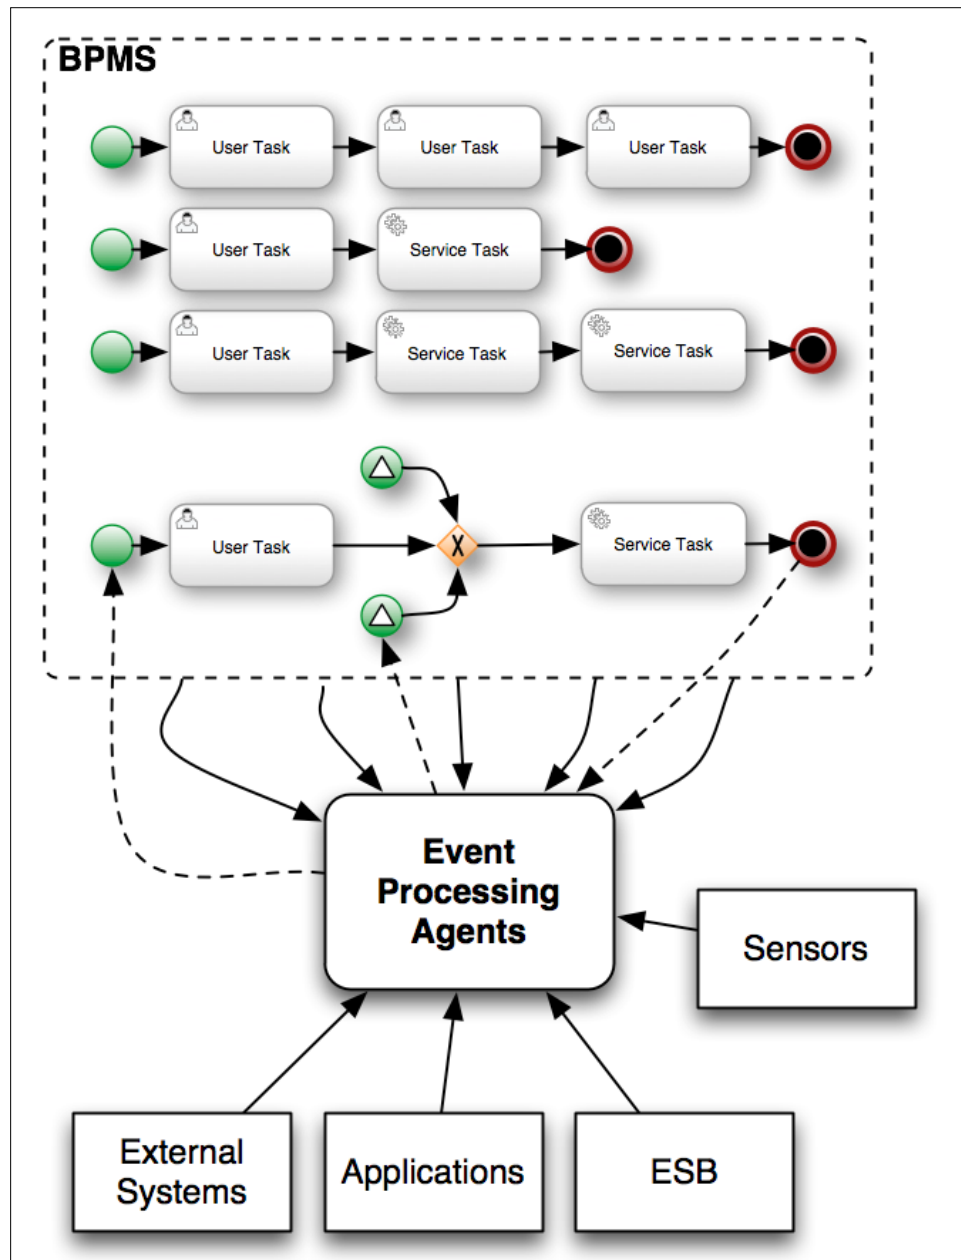 BPMS
User Task
User Task
User Task
User Task
Service Task
User Task
Service Task
Service Task
User Task
X
Service Task
Event
Processing
Agents
Sensors
External
Systems
Applications
ESB